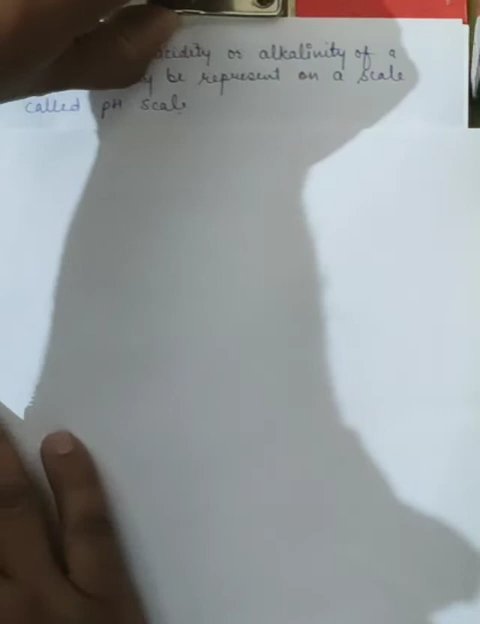 acidity or alkalinity of a
be represent on a scale
called pH scale